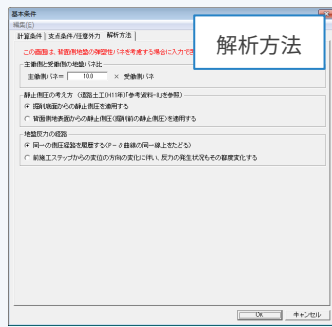 基本条件
編集(E)
計算条件 支点条件/任意外力 解析方法
解析方法
この画面は、背面側地盤の弾塑性バネを考慮する場合に入力でき
主働側と受働側の地盤バネ比
主働側バネ＝ 10.0 × 受働側バネ
静止側圧の考え方 (道路土工(H11年)「参考資料-」を参照)
掘削底面からの静止側圧を適用する
背面側地表面からの静止側圧(掘削前の静止側圧)を適用する
地盤反力の経路
同一の側圧経路を履歴する(P～δ曲線の同一線上をたどる)
前施工ステップからの変位の方向の変化に伴い、反力の発生状況もその都度変化する
OK キャンセル